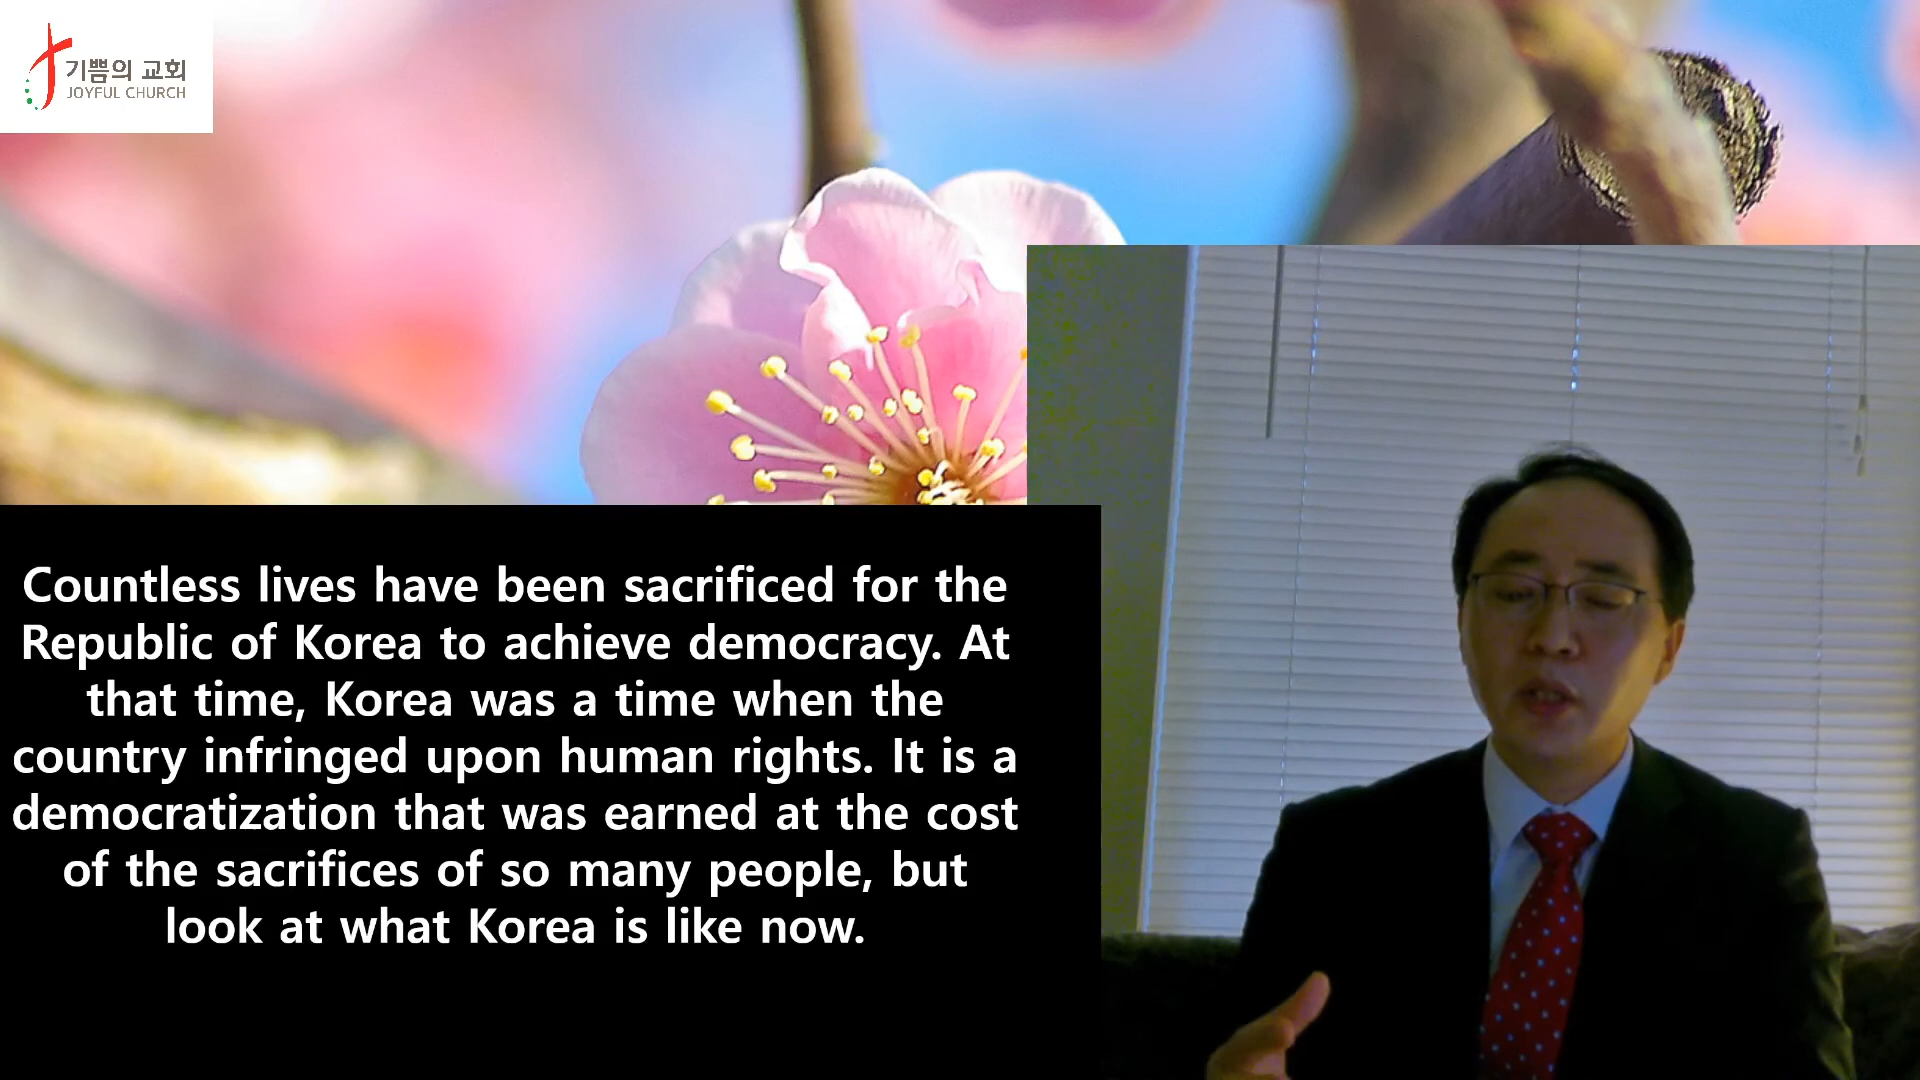 기쁨의 교회
JOYFUL CHURCH
Countless lives have been sacrificed for the
Republic of Korea to achieve democracy. At
that time, Korea was a time when the
country infringed upon human rights. It is a
democratization that was earned at the cost
of the sacrifices of so many people, but
look at what Korea is like now.